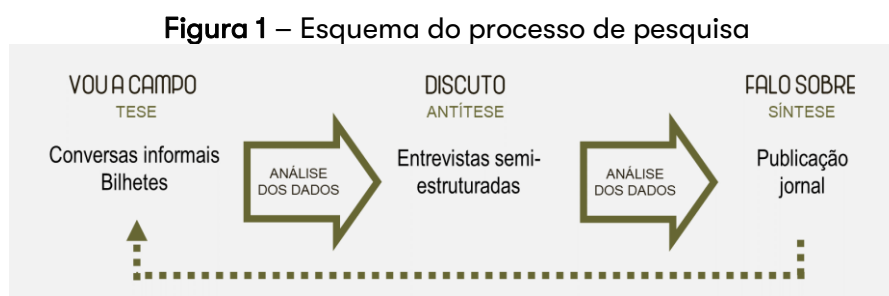 Figura 1 – Esquema do processo de pesquisa
VOU A CAMPO
TESE
Conversas informais
Bilhetes
ANÁLISE
DOS DADOS
DISCUTO
ANTÍTESE
Entrevistas semi-
estruturadas
ANÁLISE
DOS DADOS
FALO SOBRE
SÍNTESE
Publicação
jornal